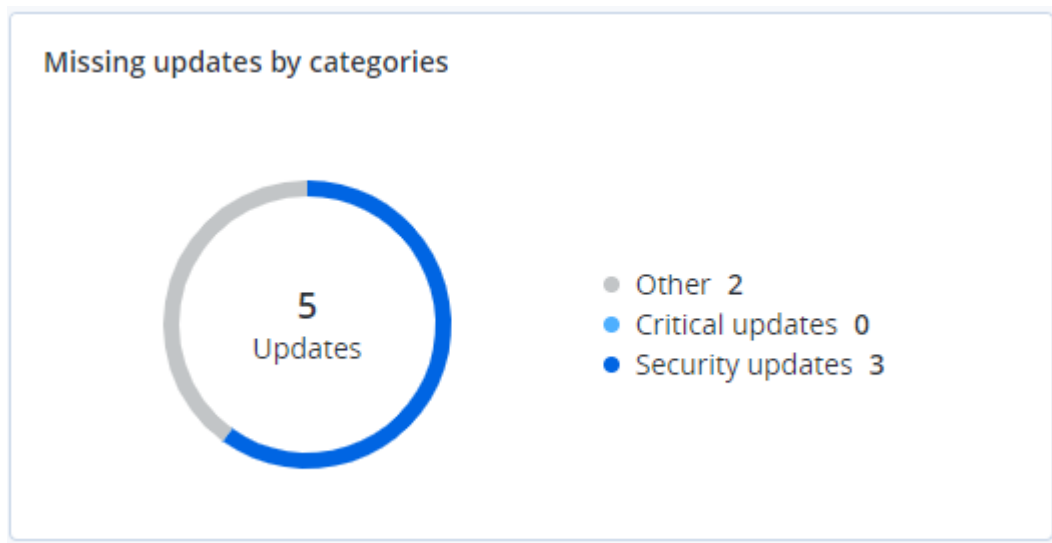 Missing updates by categories
5
Updates
Other 2
Critical updates 0
Security updates 3